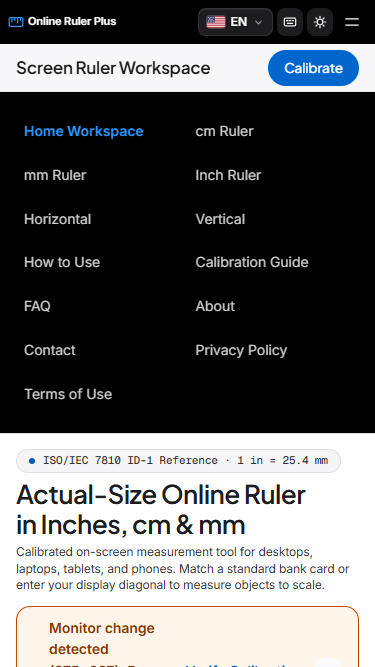 Online Ruler Plus
EN
Screen Ruler Workspace
Calibrate
Home Workspace
cm Ruler
mm Ruler
Inch Ruler
Horizontal
Vertical
How to Use
Calibration Guide
FAQ
About
Contact
Privacy Policy
Terms of Use
ISO/IEC 7810 ID-1 Reference · 1 in = 25.4 mm
Actual-Size Online Ruler
in Inches, cm & mm
Calibrated on-screen measurement tool for desktops,
laptops, tablets, and phones. Match a standard bank card or
enter your display diagonal to measure objects to scale.
Monitor change
detected